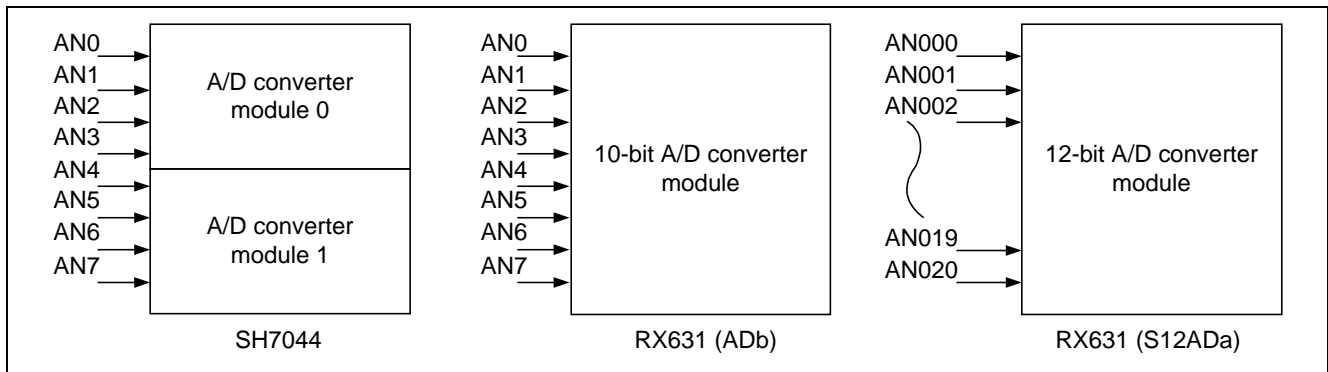 AN0
AN1
AN2
AN3
AN4
AN5
AN6
AN7
A/D converter
module 0
A/D converter
module 1
SH7044
AN0
AN1
AN2
AN3
AN4
AN5
AN6
AN7
10-bit A/D converter
module
RX631 (ADb)
AN000
AN001
AN002
AN019
AN020
12-bit A/D converter
module
RX631 (S12ADa)